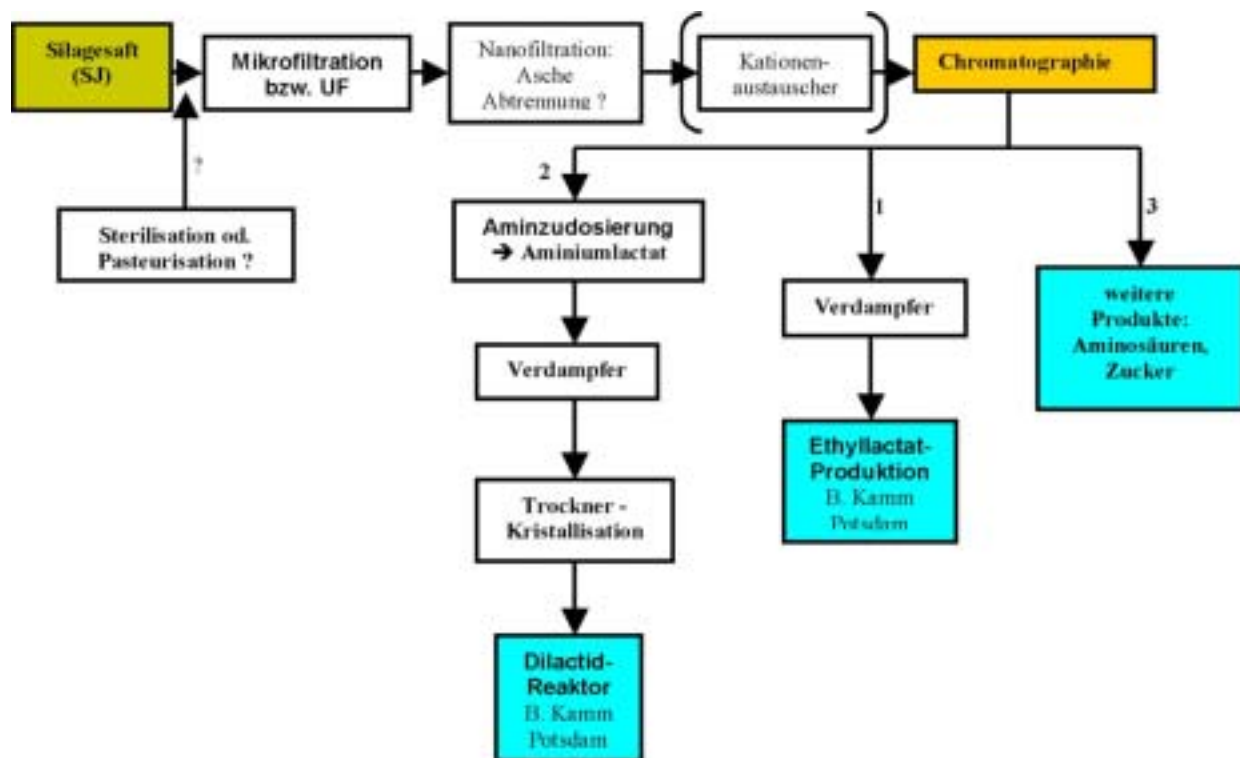 Silagesaft
(SJ)
Mikrofiltration
bzw. UF
Nanofiltration:
Asche
Abtrennung ?
Kationen-
austauscher
Chromatographie
?
Sterilisation od.
Pasteurisation ?
2
Aminzudosierung
➔ Aminiumlactat
Verdampfer
Trockner -
Kristallisation
Dilactid-
Reaktor
B. Kamm
Potsdam
1
Verdampfer
Ethyllactat-
Produktion
B. Kamm
Potsdam
3
weitere
Produkte:
Aminosäuren,
Zucker